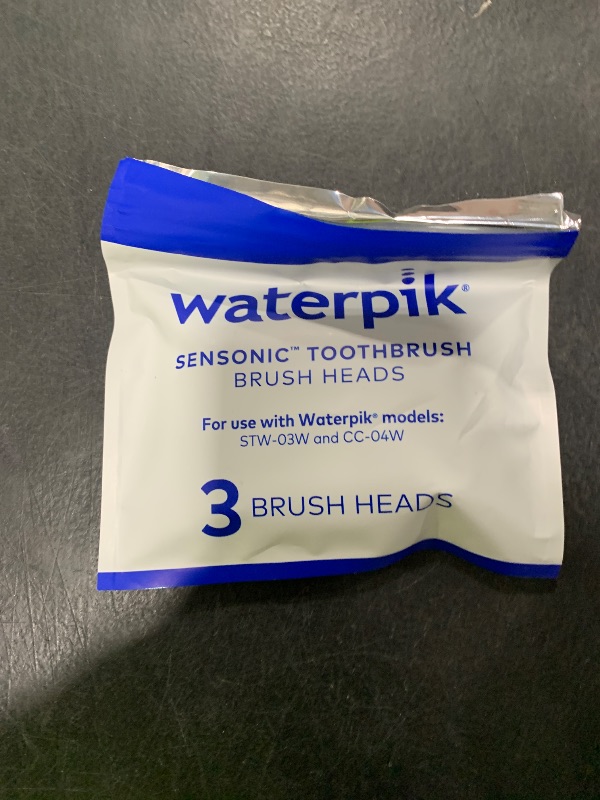 waterpik®
SENSONIC™ TOOTHBRUSH
BRUSH HEADS
For use with Waterpik® models:
STW-03W and CC-04W
3 BRUSH HEADS